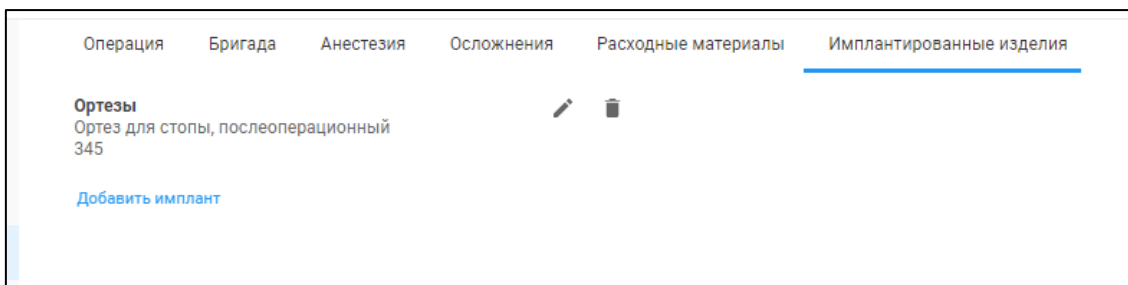 Операция Бригада Анестезия Осложнения Расходные материалы Имплантированные изделия
Ортезы
Ортез для стопы, послеоперационный
345
Добавить имплант